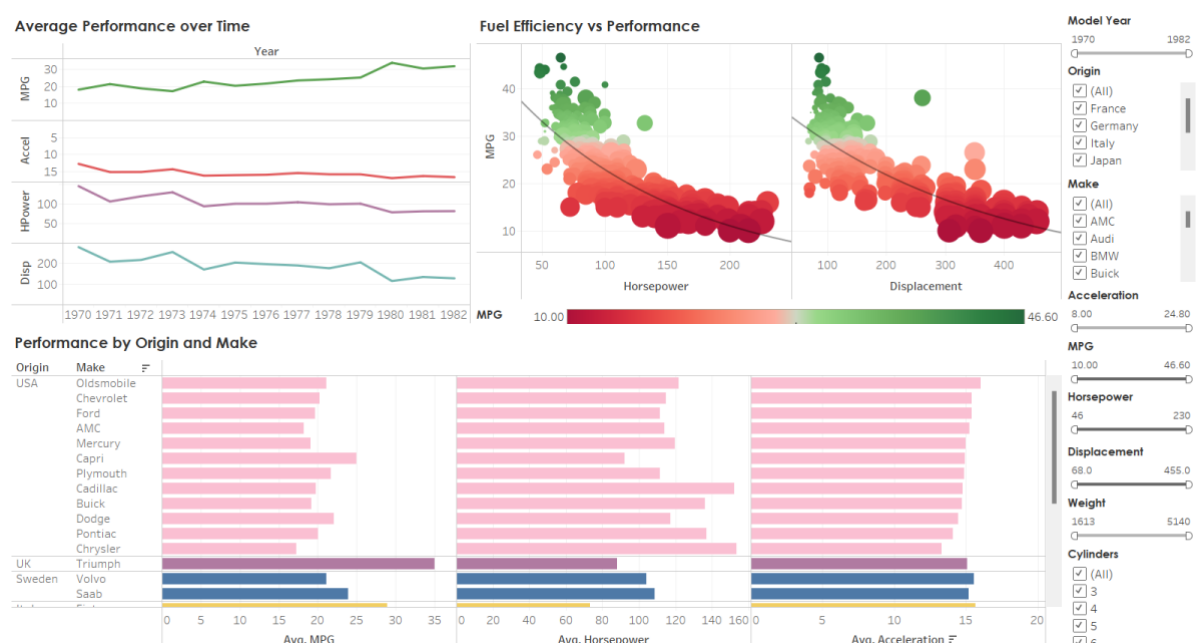 Average Performance over Time
Year
MPG
30
20
10
Accel
5
10
15
HPower
100
50
Disp
200
100
1970 1971 1972 1973 1974 1975 1976 1977 1978 1979 1980 1981 1982
Fuel Efficiency vs Performance
MPG
40
30
20
10
50 100 150 200
Horsepower
100 200 300 400
Displacement
MPG 10.00 46.60
Performance by Origin and Make
Origin Make
USA Oldsmobile
Chevrolet
Ford
AMC
Mercury
Capri
Plymouth
Cadillac
Buick
Dodge
Pontiac
Chrysler
UK Triumph
Sweden Volvo
Saab
0 5 10 15 20 25 30 35
Avg. MPG
0 20 40 60 80 100 120 140 160
Avg. Horsepower
0 5 10 15 20
Avg. Acceleration
Model Year
1970 1982
Origin
(All)
France
Germany
Italy
Japan
Make
(All)
AMC
Audi
BMW
Buick
Acceleration
8.00 24.80
MPG
10.00 46.60
Horsepower
46 230
Displacement
68.0 455.0
Weight
1613 5140
Cylinders
(All)
3
4
5